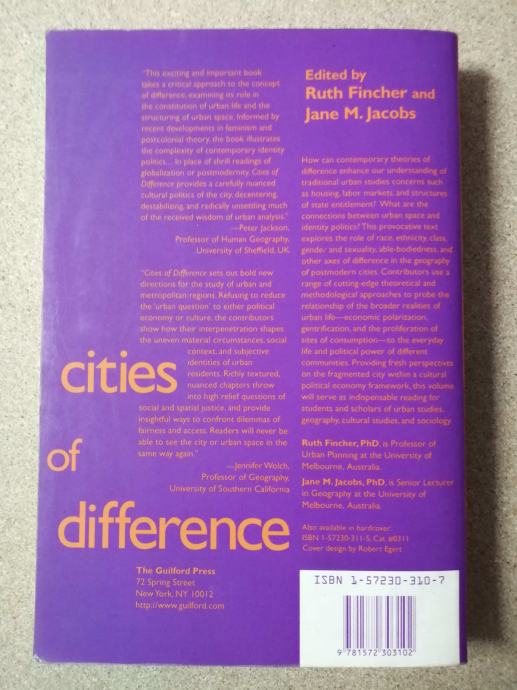 "This exciting and important book
takes a critical approach to the concept
of difference, examining its role in
the constitution of urban life and the
structuring of urban space. Informed by
recent developments in feminism and
postcolonial theory, the book illustrates
the complexity of contemporary identity
politics.... In place of shrill readings of
globalization or postmodernity, Cities of
Difference provides a carefully nuanced
cultural politics of the city, decentering,
destabilizing, and radically unsettling much
of the received wisdom of urban analysis."
—Peter Jackson,
Professor of Human Geography,
University of Sheffield, UK
"Cities of Difference sets out bold new
directions for the study of urban and
metropolitan regions. Refusing to reduce
the 'urban question' to either political
economy or culture, the contributors
show how their interpenetration shapes
the uneven material circumstances, social
context, and subjective
identities of urban
residents. Richly textured,
nuanced chapters throw
into high relief questions of
social and spatial justice, and provide
insightful ways to confront dilemmas of
fairness and access. Readers will never be
able to see the city or urban space in the
same way again."
—Jennifer Wolch,
Professor of Geography,
University of Southern California
cities
of
difference
The Guilford Press
72 Spring Street
New York, NY 10012
http://www.guilford.com
Edited by
Ruth Fincher and
Jane M. Jacobs
How can contemporary theories of
difference enhance our understanding of
traditional urban studies concerns such
as housing, labor markets, and structures
of state entitlement? What are the
connections between urban space and
identity politics? This provocative text
explores the role of race, ethnicity, class,
gender and sexuality, able-bodiedness, and
other axes of difference in the geography
of postmodern cities. Contributors use a
range of cutting-edge theoretical and
methodological approaches to probe the
relationship of the broader realities of
urban life—economic polarization,
gentrification, and the proliferation of
sites of consumption—to the everyday
life and political power of different
communities. Providing fresh perspectives
on the fragmented city within a cultural
political economy framework, this volume
will serve as indispensable reading for
students and scholars of urban studies,
geography, cultural studies, and sociology.
Ruth Fincher, PhD, is Professor of
Urban Planning at the University of
Melbourne, Australia.
Jane M. Jacobs, PhD, is Senior Lecturer
in Geography at the University of
Melbourne, Australia.
Also available in hardcover:
ISBN 1-57230-311-5, Cat. #0311
Cover design by Robert Egert
ISBN 1-57230-310-7
9 781572 303102